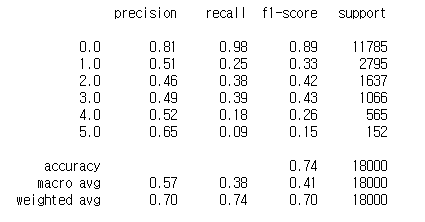 precision recall f1-score support
0.0 0.81 0.98 0.89 11785
1.0 0.51 0.25 0.33 2795
2.0 0.46 0.38 0.42 1637
3.0 0.49 0.39 0.43 1066
4.0 0.52 0.18 0.26 565
5.0 0.65 0.09 0.15 152
accuracy 0.74 18000
macro avg 0.57 0.38 0.41 18000
weighted avg 0.70 0.74 0.70 18000